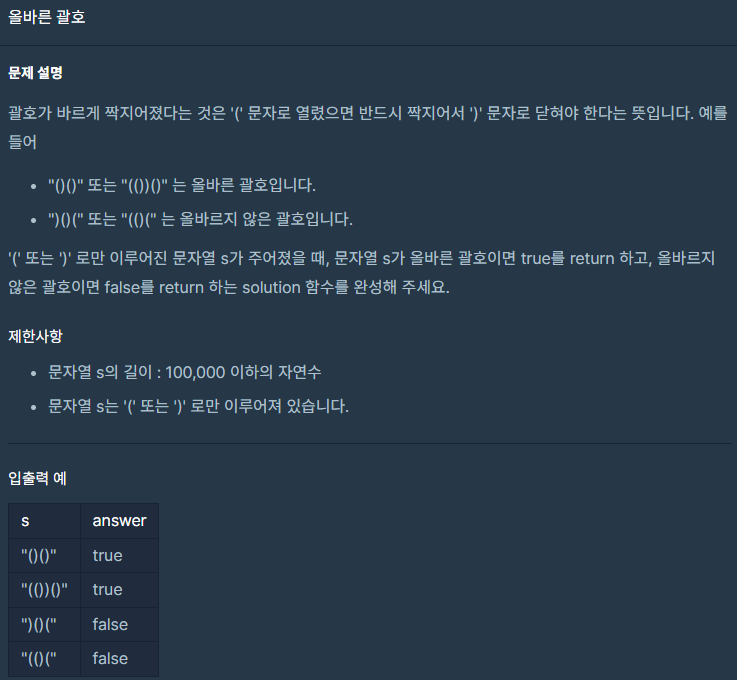 올바른 괄호
문제 설명
괄호가 바르게 짝지어졌다는 것은 '(' 문자로 열렸으면 반드시 짝지어서 ')' 문자로 닫혀야 한다는 뜻입니다. 예를
들어
• "()()" 또는 "(())()" 는 올바른 괄호입니다.
• ")()(" 또는 "(()(" 는 올바르지 않은 괄호입니다.
'(' 또는 ')' 로만 이루어진 문자열 s가 주어졌을 때, 문자열 s가 올바른 괄호이면 true를 return 하고, 올바르지
않은 괄호이면 false를 return 하는 solution 함수를 완성해 주세요.
제한사항
• 문자열 s의 길이 : 100,000 이하의 자연수
• 문자열 s는 '(' 또는 ')' 로만 이루어져 있습니다.
입출력 예
s answer
"()()" true
"(())()" true
")()(" false
"(()(" false